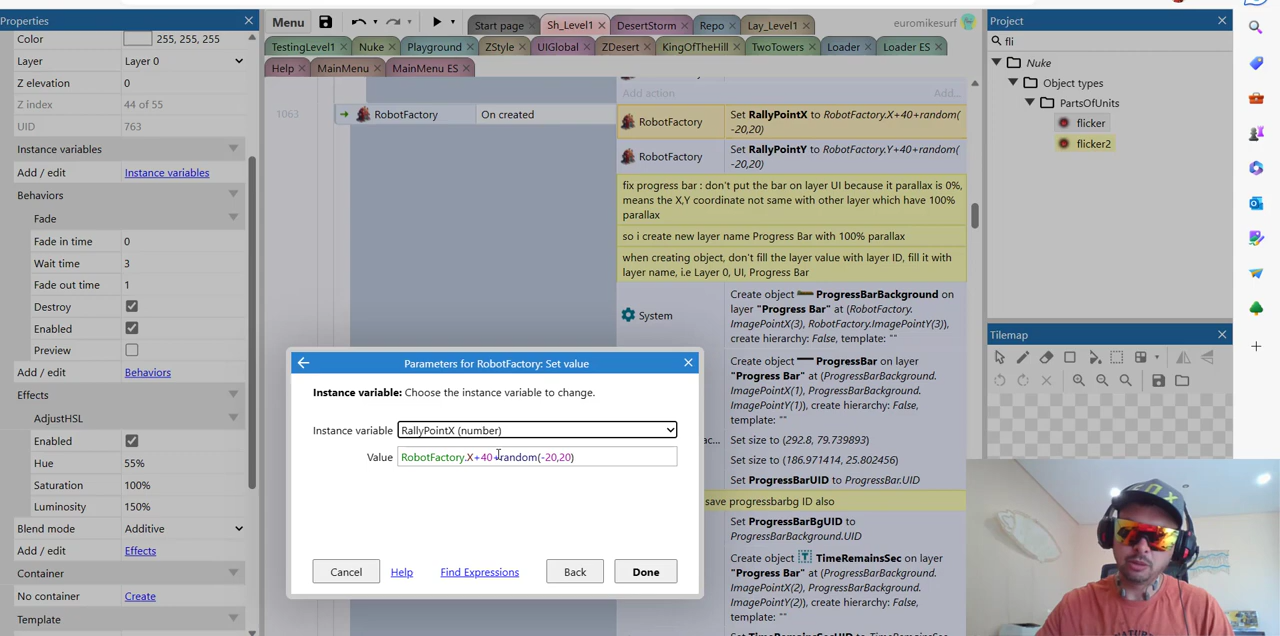 Properties
Color
255, 255, 255
Layer
Layer 0
Z elevation
0
Z index
44 of 55
UID
763
Instance variables
Add / edit
Instance variables
Behaviors
Fade
Fade in time
0
Wait time
3
Fade out time
1
Destroy
Enabled
Preview
Add / edit
Behaviors
Effects
AdjustHSL
Enabled
Hue
55%
Saturation
100%
Luminosity
150%
Blend mode
Additive
Add / edit
Effects
Container
No container
Create
Template
Menu
Start page
Sh_Level1
DesertStorm
Repo
Lay_Level1
euromikesurf
TestingLevel1
Nuke
Playground
ZStyle
UIGlobal
ZDesert
KingOfTheHill
TwoTowers
Loader
Loader ES
Help
MainMenu
MainMenu ES
Add action
Add...
1063
RobotFactory
On created
RobotFactory
Set RallyPointX to RobotFactory.X+40+random(
-20,20)
RobotFactory
Set RallyPointY to RobotFactory.Y+40+random(
-20,20)
fix progress bar : don't put the bar on layer UI because it parallax is 0%,
means the X,Y coordinate not same with other layer which have 100%
parallax
so i create new layer name Progress Bar with 100% parallax
when creating object, don't fill the layer value with layer ID, fill it with
layer name, i.e Layer 0, UI, Progress Bar
System
Create object ProgressBarBackground on
layer "Progress Bar" at (RobotFactory.
ImagePointX(3), RobotFactory.ImagePointY(3)),
create hierarchy: False, template: ""
Create object ProgressBar on layer
"Progress Bar" at (ProgressBarBackground.
ImagePointX(1), ProgressBarBackground.
ImagePointY(1)), create hierarchy: False,
template: ""
ac...
Set size to (292.8, 79.739893)
Set size to (186.971414, 25.802456)
Set ProgressBarUID to ProgressBar.UID
save progressbarbg ID also
Set ProgressBarBgUID to
ProgressBarBackground.UID
Create object TimeRemainsSec on layer
"Progress Bar" at (ProgressBarBackground.
ImagePointX(2), ProgressBarBackground.
ImagePointY(2)), create hierarchy: False,
template: ""
Parameters for RobotFactory: Set value
Instance variable: Choose the instance variable to change.
Instance variable
RallyPointX (number)
Value
RobotFactory.X+40+random(-20,20)
Cancel
Help
Find Expressions
Back
Done
Project
fli
Nuke
Object types
PartsOfUnits
flicker
flicker2
Tilemap